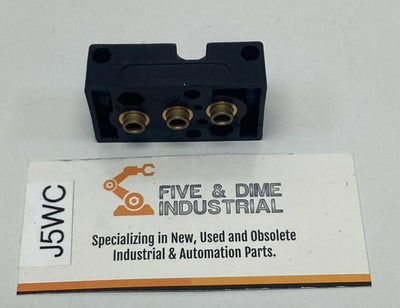 J5WC
FIVE & DIME
INDUSTRIAL
Specializing in New, Used and Obsolete
Industrial & Automation Parts.